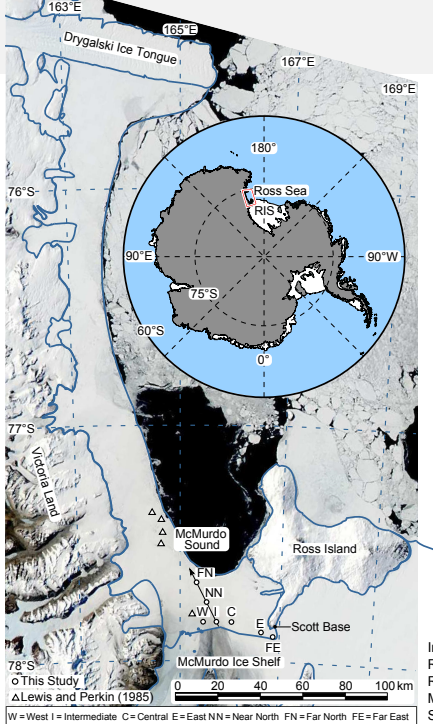 163°E
165°E
Drygalski Ice Tongue
167°E
169°E
180°
76°S
Ross Sea
RIS
90°E
90°W
75°S
60°S
0°
77°S
Victoria Land
McMurdo
Sound
Ross Island
FN
NN
W I C
E
Scott Base
FE
McMurdo Ice Shelf
78°S
○ This Study
△ Lewis and Perkin (1985)
0 20 40 60 80 100 km
W = West I = Intermediate C = Central E = East NN = Near North FN = Far North FE = Far East